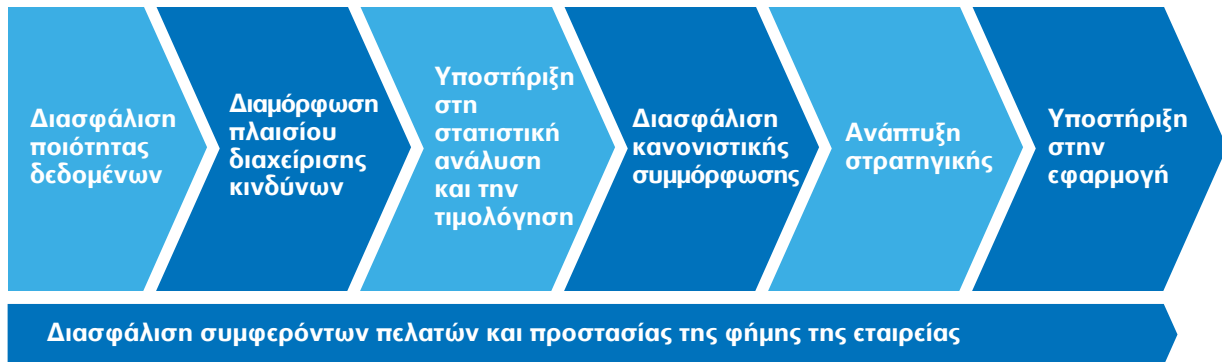 Διασφάλιση
ποιότητας
δεδομένων
Διαμόρφωση
πλαισίου
διαχείρισης
κινδύνων
Υποστήριξη
στη
στατιστική
ανάλυση
και την
τιμολόγηση
Διασφάλιση
κανονιστικής
συμμόρφωσης
Ανάπτυξη
στρατηγικής
Υποστήριξη
στην
εφαρμογή
Διασφάλιση συμφερόντων πελατών και προστασίας της φήμης της εταιρείας